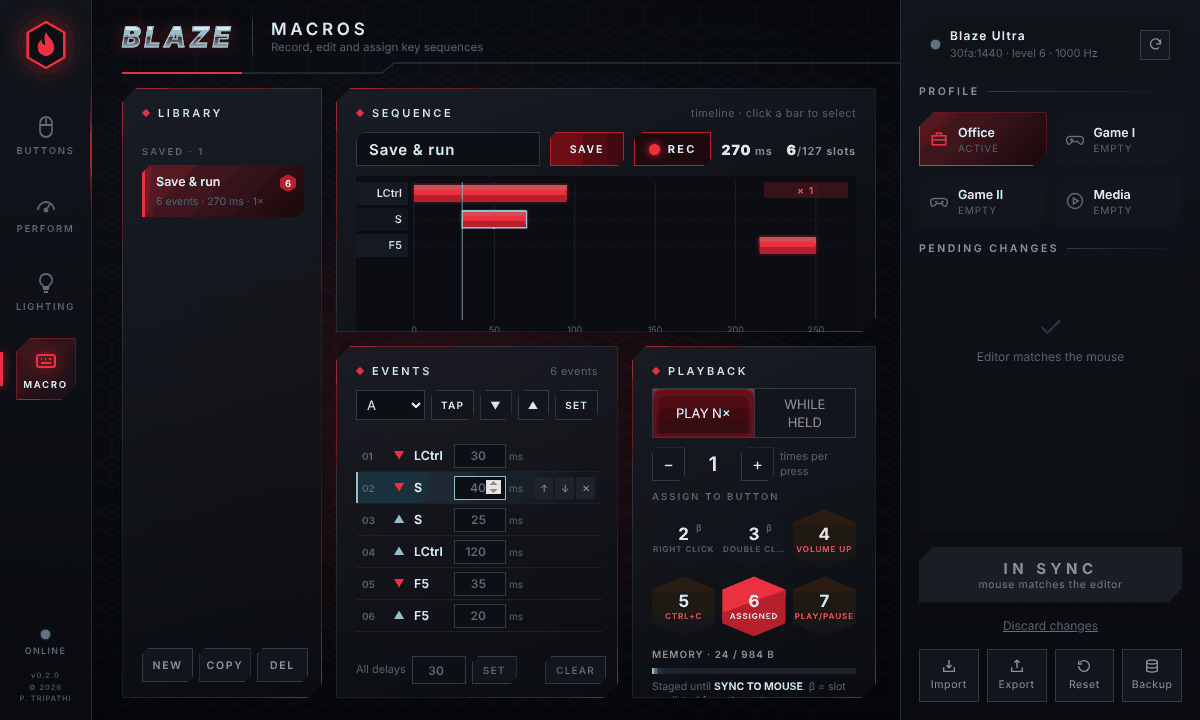 BLAZE
MACROS
Record, edit and assign key sequences
BUTTONS
PERFORM
LIGHTING
MACRO
ONLINE
v0.2.0
© 2026
P. TRIPATHI
LIBRARY
SAVED · 1
Save & run
6
6 events · 270 ms · 1×
NEW
COPY
DEL
SEQUENCE
timeline · click a bar to select
Save & run
SAVE
REC
270 ms
6/127 slots
LCtrl
× 1
S
F5
0 50 100 150 200 250
EVENTS
6 events
A
TAP
▼
▲
SET
01 ▼ LCtrl 30 ms
02 ▼ S 40 ms ↑ ↓ ×
03 ▲ S 25 ms
04 ▲ LCtrl 120 ms
05 ▼ F5 35 ms
06 ▲ F5 20 ms
All delays 30 SET CLEAR
PLAYBACK
PLAY N×
WHILE
HELD
− 1 +
times per
press
ASSIGN TO BUTTON
2 β
RIGHT CLICK
3 β
DOUBLE CL...
4
VOLUME UP
5
CTRL+C
6
ASSIGNED
7
PLAY/PAUSE
MEMORY · 24 / 984 B
Staged until SYNC TO MOUSE. β = slot
Blaze Ultra
30fa:1440 · level 6 · 1000 Hz
PROFILE
Office
ACTIVE
Game I
EMPTY
Game II
EMPTY
Media
EMPTY
PENDING CHANGES
Editor matches the mouse
IN SYNC
mouse matches the editor
Discard changes
Import
Export
Reset
Backup